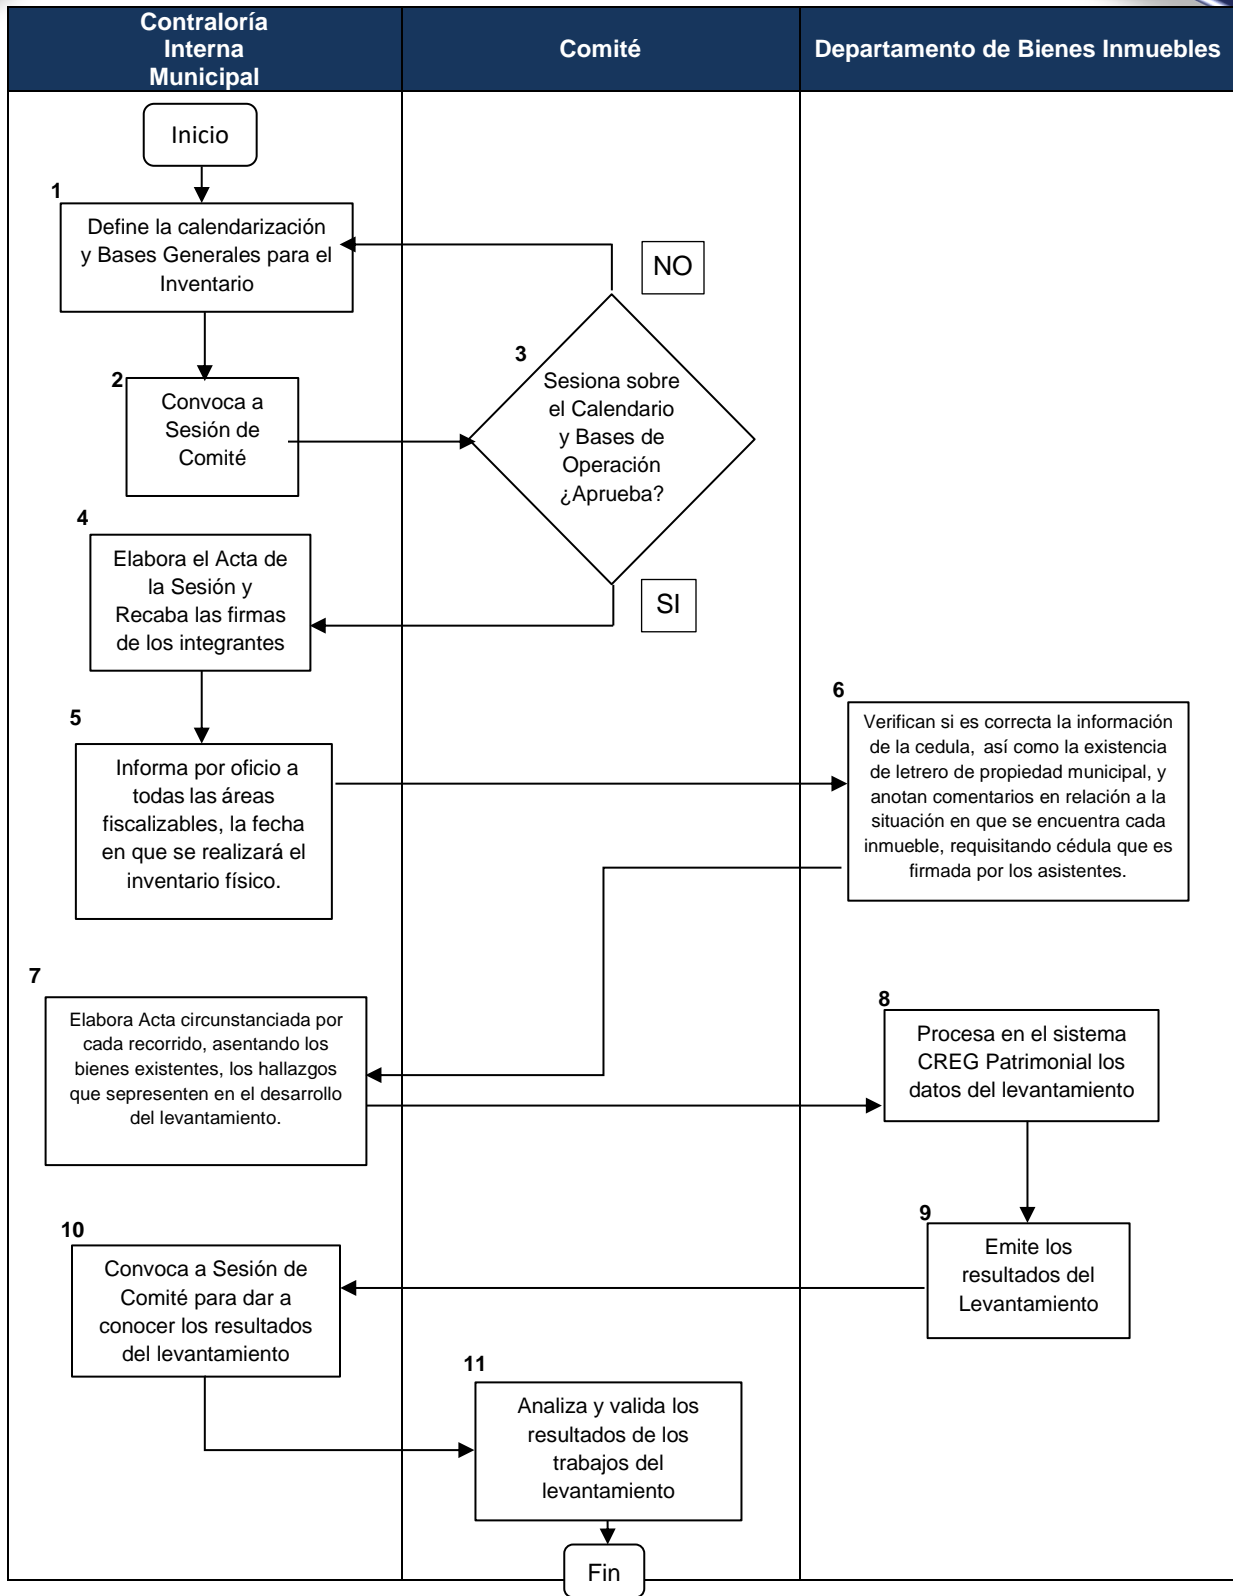 Contraloría
Interna
Municipal
Comité
Departamento de Bienes Inmuebles
Inicio
1
Define la calendarización
y Bases Generales para el
Inventario
NO
2
Convoca a
Sesión de
Comité
3
Sesiona sobre
el Calendario
y Bases de
Operación
¿Aprueba?
SI
4
Elabora el Acta de
la Sesión y
Recaba las firmas
de los integrantes
5
Informa por oficio a
todas las áreas
fiscalizables, la fecha
en que se realizará el
inventario físico.
6
Verifican si es correcta la información
de la cedula, así como la existencia
de letrero de propiedad municipal, y
anotan comentarios en relación a la
situación en que se encuentra cada
inmueble, requisitando cédula que es
firmada por los asistentes.
7
Elabora Acta circunstanciada por
cada recorrido, asentando los
bienes existentes, los hallazgos
que sepresenten en el desarrollo
del levantamiento.
8
Procesa en el sistema
CREG Patrimonial los
datos del levantamiento
9
Emite los
resultados del
Levantamiento
10
Convoca a Sesión de
Comité para dar a
conocer los resultados
del levantamiento
11
Analiza y valida los
resultados de los
trabajos del
levantamiento
Fin